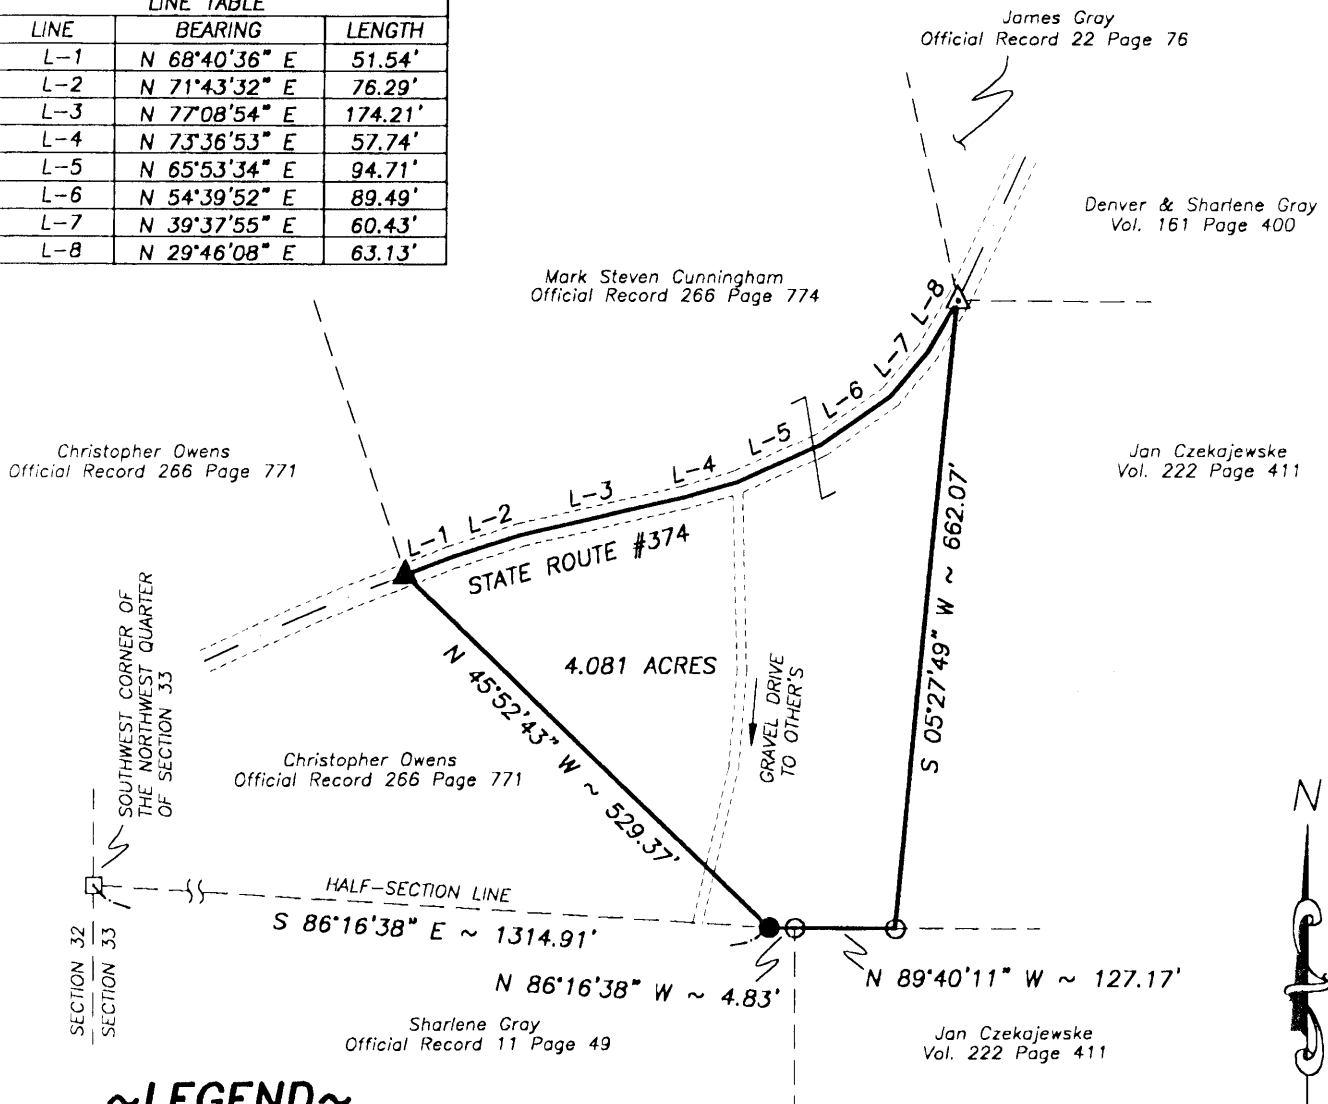 LINE TABLE
LINE BEARING LENGTH
L-1 N 68°40'36" E 51.54'
L-2 N 71°43'32" E 76.29'
L-3 N 77°08'54" E 174.21'
L-4 N 73°36'53" E 57.74'
L-5 N 65°53'34" E 94.71'
L-6 N 54°39'52" E 89.49'
L-7 N 39°37'55" E 60.43'
L-8 N 29°46'08" E 63.13'
James Gray
Official Record 22 Page 76
Denver & Sharlene Gray
Vol. 161 Page 400
Mark Steven Cunningham
Official Record 266 Page 774
L-8
L-7
L-6
L-5
L-4
L-3
L-2
L-1
Christopher Owens
Official Record 266 Page 771
Jan Czekajewske
Vol. 222 Page 411
STATE ROUTE #374
S 05°27'49" W ~ 662.07'
4.081 ACRES
GRAVEL DRIVE
TO OTHER'S
N 45°52'43" W ~ 529.37'
SOUTHWEST CORNER OF
THE NORTHWEST QUARTER
OF SECTION 33
Christopher Owens
Official Record 266 Page 771
N
HALF-SECTION LINE
S 86°16'38" E ~ 1314.91'
SECTION 32
SECTION 33
N 86°16'38" W ~ 4.83'
N 89°40'11" W ~ 127.17'
Sharlene Gray
Official Record 11 Page 49
Jan Czekajewske
Vol. 222 Page 411
~LEGEND~